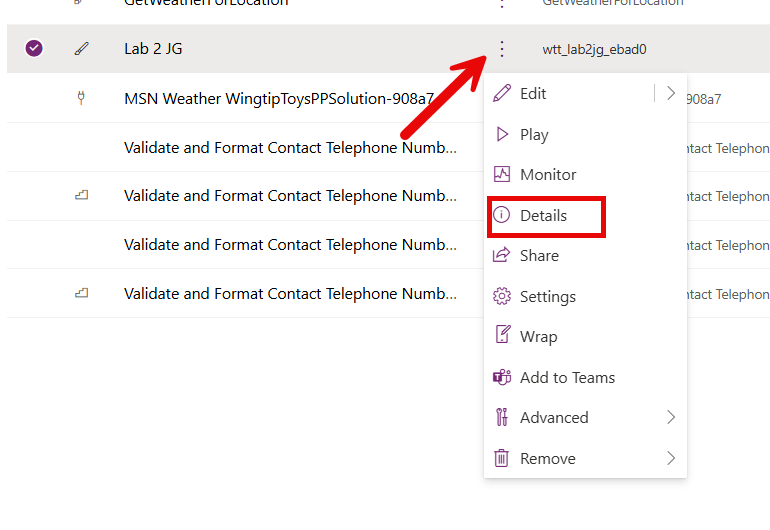 GetWeatherForLocation GetWeatherForLocation
Lab 2 JG wtt_lab2jg_ebad0
MSN Weather WingtipToysPPSolution-908a7 908a7
Validate and Format Contact Telephone Numb... ntact Telephon
Validate and Format Contact Telephone Numb... ntact Telephon
Validate and Format Contact Telephone Numb... ntact Telephon
Validate and Format Contact Telephone Numb... ntact Telephon
Edit
Play
Monitor
Details
Share
Settings
Wrap
Add to Teams
Advanced
Remove